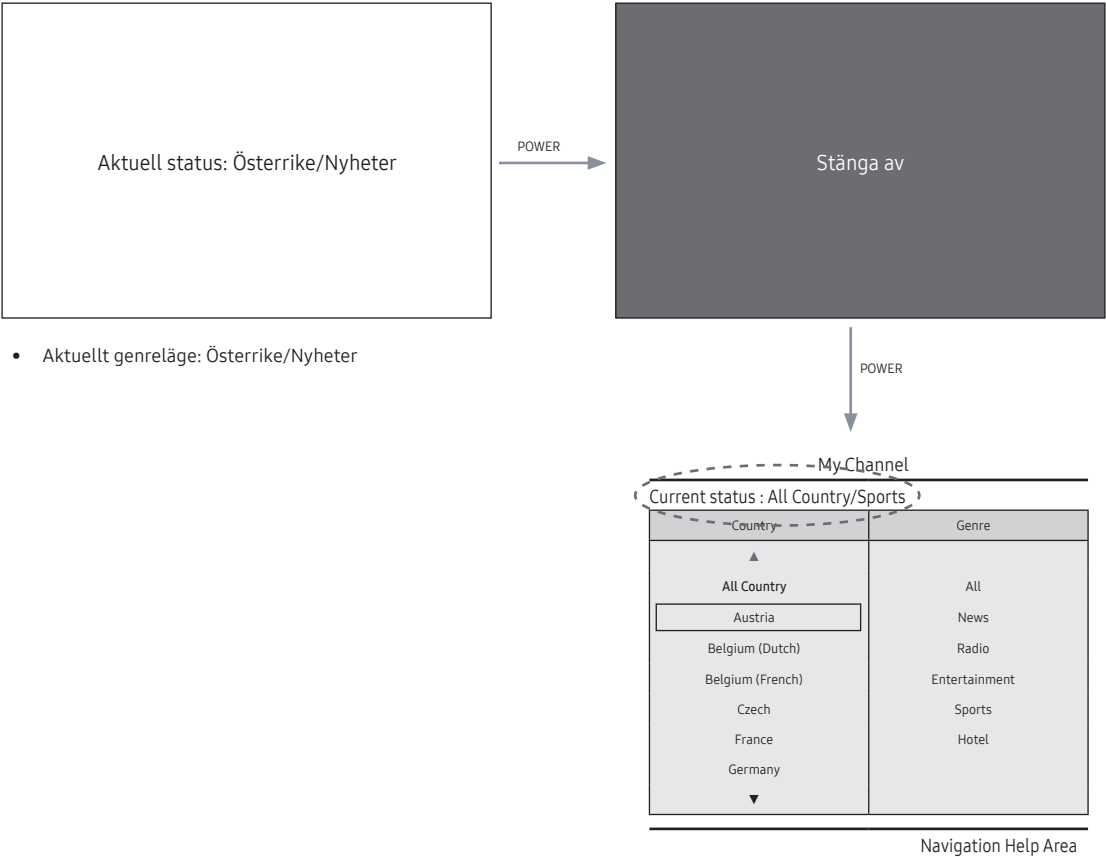 Aktuell status: Österrike/Nyheter
POWER
Stänga av
• Aktuellt genreläge: Österrike/Nyheter
POWER
My Channel
Current status : All Country/Sports
Country Genre
▲
All Country All
Austria News
Belgium (Dutch) Radio
Belgium (French) Entertainment
Czech Sports
France Hotel
Germany
▼
Navigation Help Area